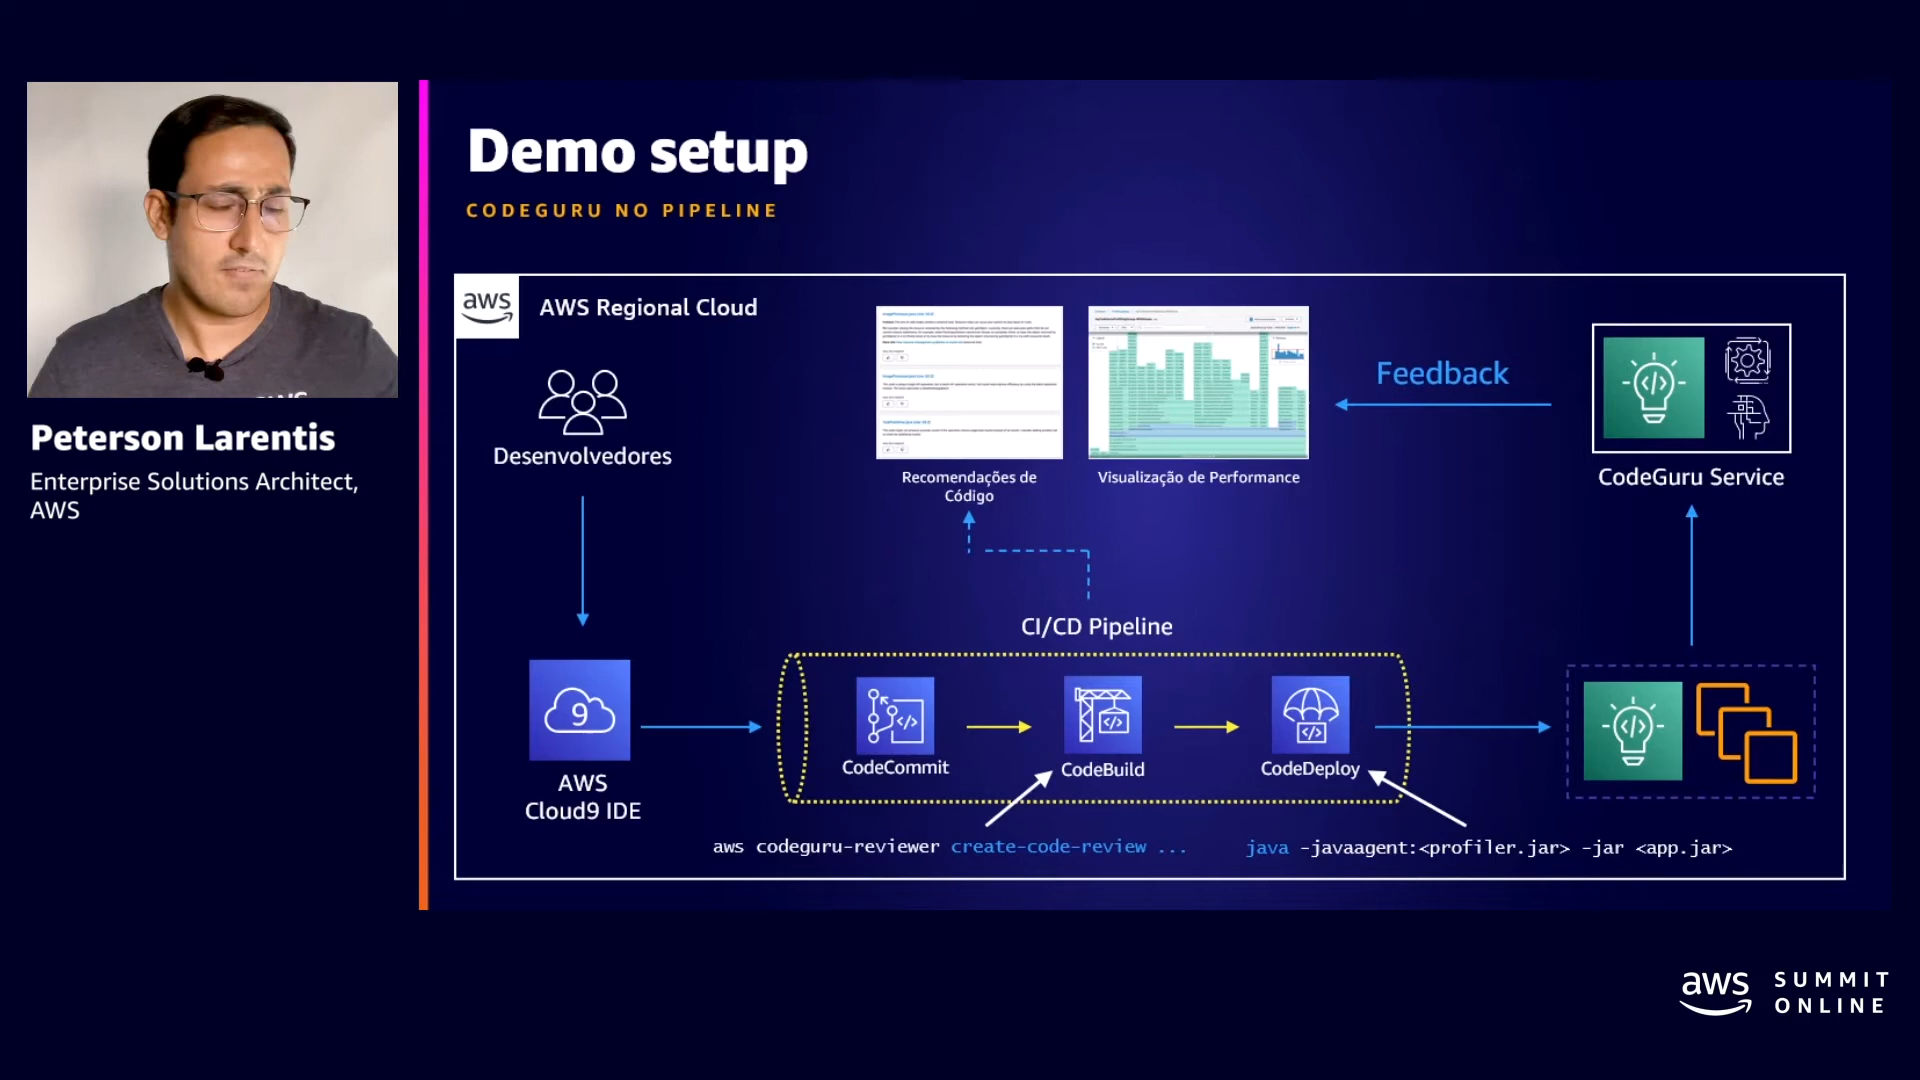 Demo setup
CODEGURU NO PIPELINE
Peterson Larentis
Enterprise Solutions Architect,
AWS
aws
AWS Regional Cloud
Desenvolvedores
Recomendações de
Código
Visualização de Performance
Feedback
CodeGuru Service
CI/CD Pipeline
9
AWS
Cloud9 IDE
CodeCommit
CodeBuild
CodeDeploy
aws codeguru-reviewer create-code-review ...
java -javaagent:<profiler.jar> -jar <app.jar>
aws SUMMIT
ONLINE